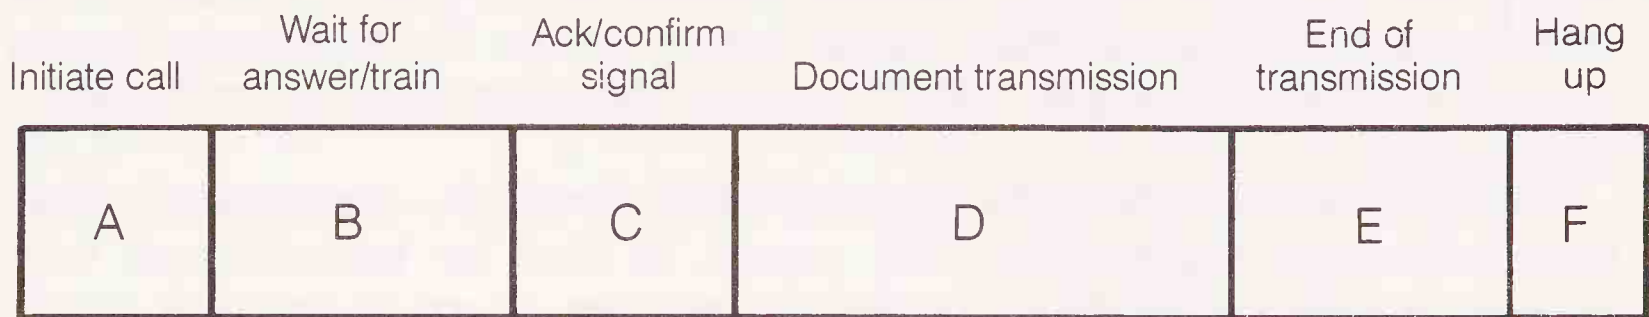 Initiate call
Wait for
answer/train
Ack/confirm
signal
Document transmission
End of
transmission
Hang
up
A B C D E F